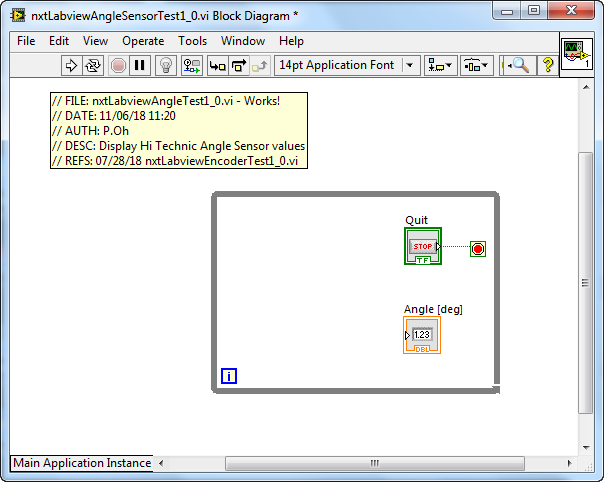 nxtLabviewAngleSensorTest1_0.vi Block Diagram *
File Edit View Operate Tools Window Help
14pt Application Font
?
// FILE: nxtLabviewAngleTest1_0.vi - Works!
// DATE: 11/06/18 11:20
// AUTH: P.Oh
// DESC: Display Hi Technic Angle Sensor values
// REFS: 07/28/18 nxtLabviewEncoderTest1_0.vi
Quit
STOP
TF
Angle [deg]
1.23
DBL
i
Main Application Instance